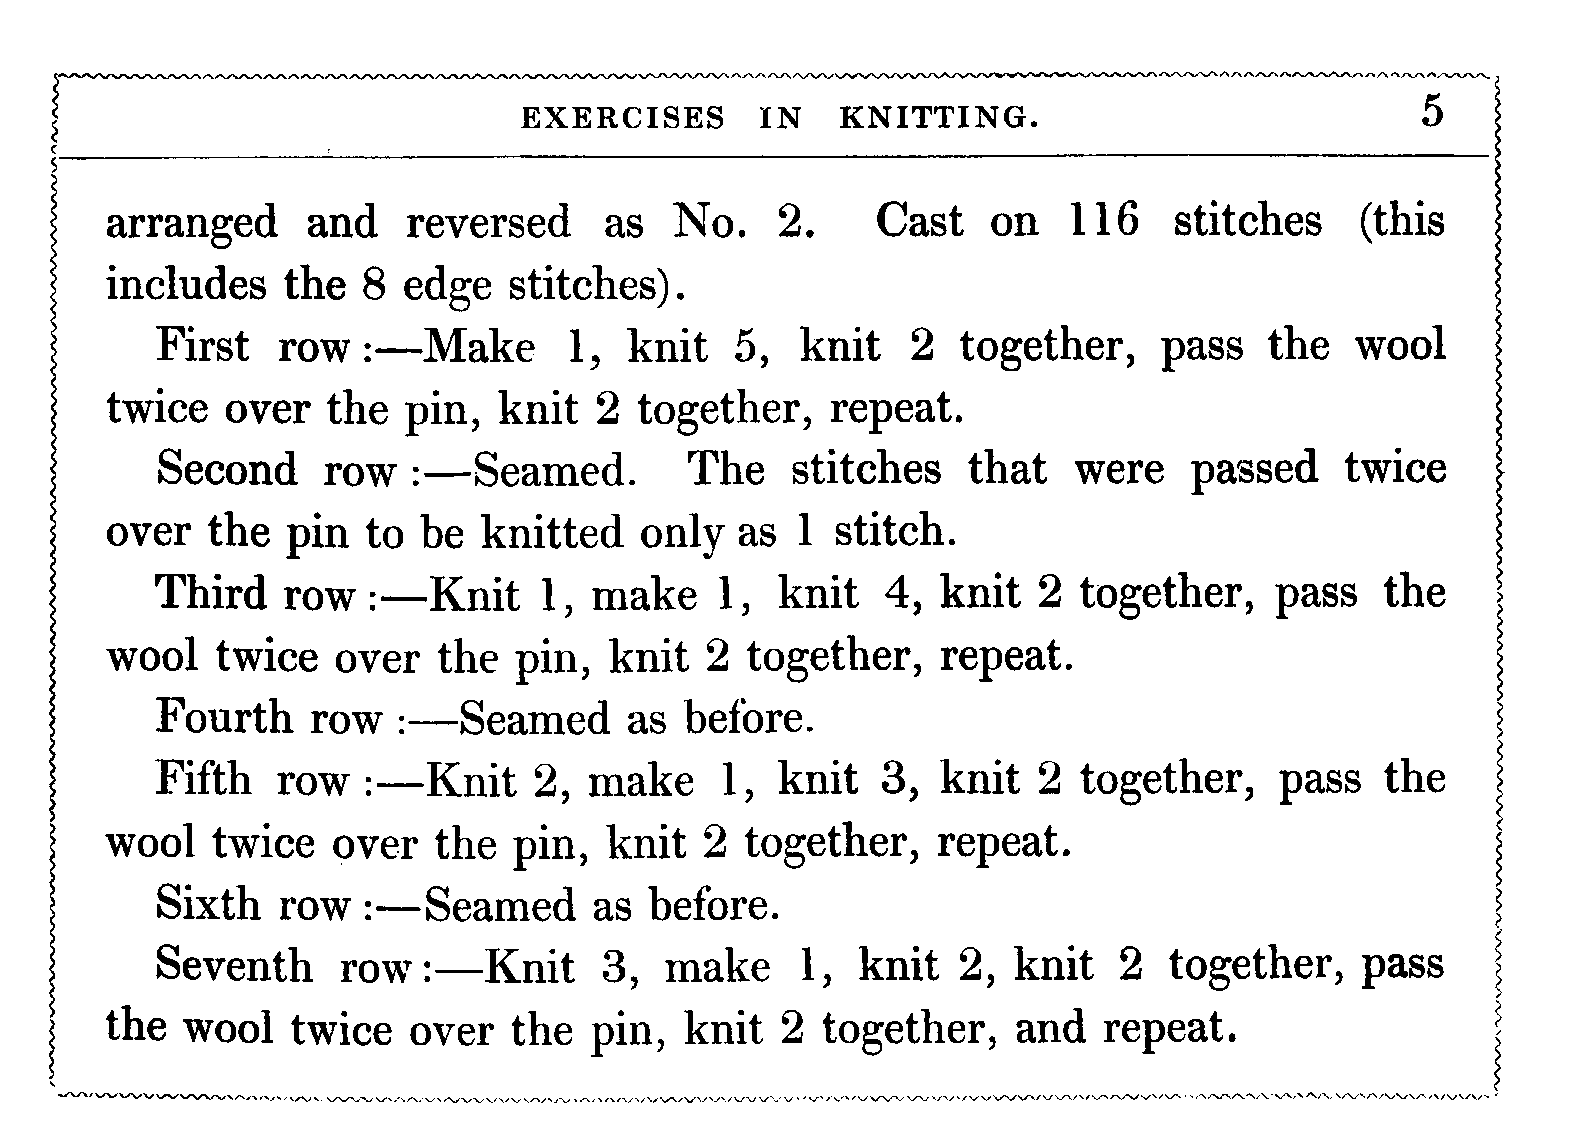 EXERCISES IN KNITTING. 5
arranged and reversed as No. 2. Cast on 116 stitches (this
includes the 8 edge stitches).
First row:—Make 1, knit 5, knit 2 together, pass the wool
twice over the pin, knit 2 together, repeat.
Second row:—Seamed. The stitches that were passed twice
over the pin to be knitted only as 1 stitch.
Third row:—Knit 1, make 1, knit 4, knit 2 together, pass the
wool twice over the pin, knit 2 together, repeat.
Fourth row:—Seamed as before.
Fifth row:—Knit 2, make 1, knit 3, knit 2 together, pass the
wool twice over the pin, knit 2 together, repeat.
Sixth row:—Seamed as before.
Seventh row:—Knit 3, make 1, knit 2, knit 2 together, pass
the wool twice over the pin, knit 2 together, and repeat.